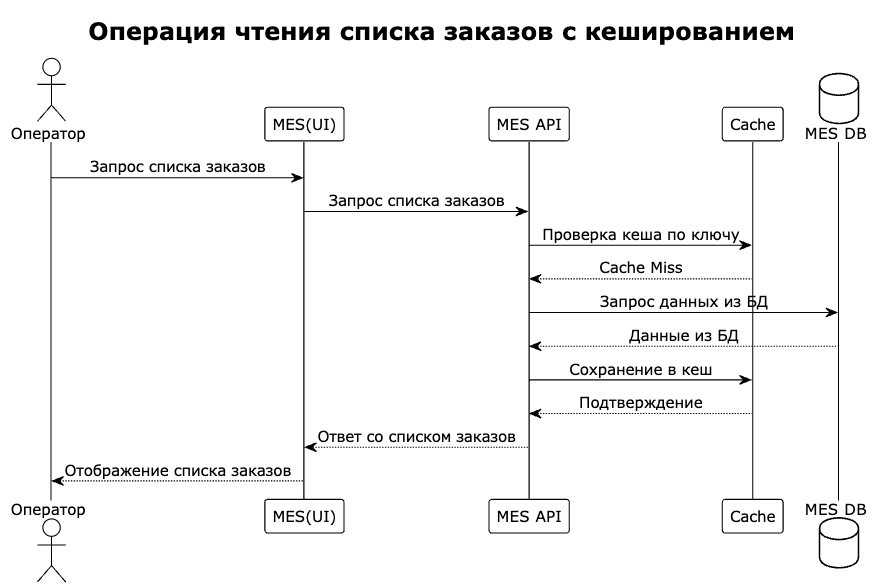 Операция чтения списка заказов с кешированием
Оператор
MES(UI)
MES API
Cache
MES DB
Запрос списка заказов
Запрос списка заказов
Проверка кеша по ключу
Cache Miss
Запрос данных из БД
Данные из БД
Сохранение в кеш
Подтверждение
Ответ со списком заказов
Отображение списка заказов
Оператор
MES(UI)
MES API
Cache
MES DB